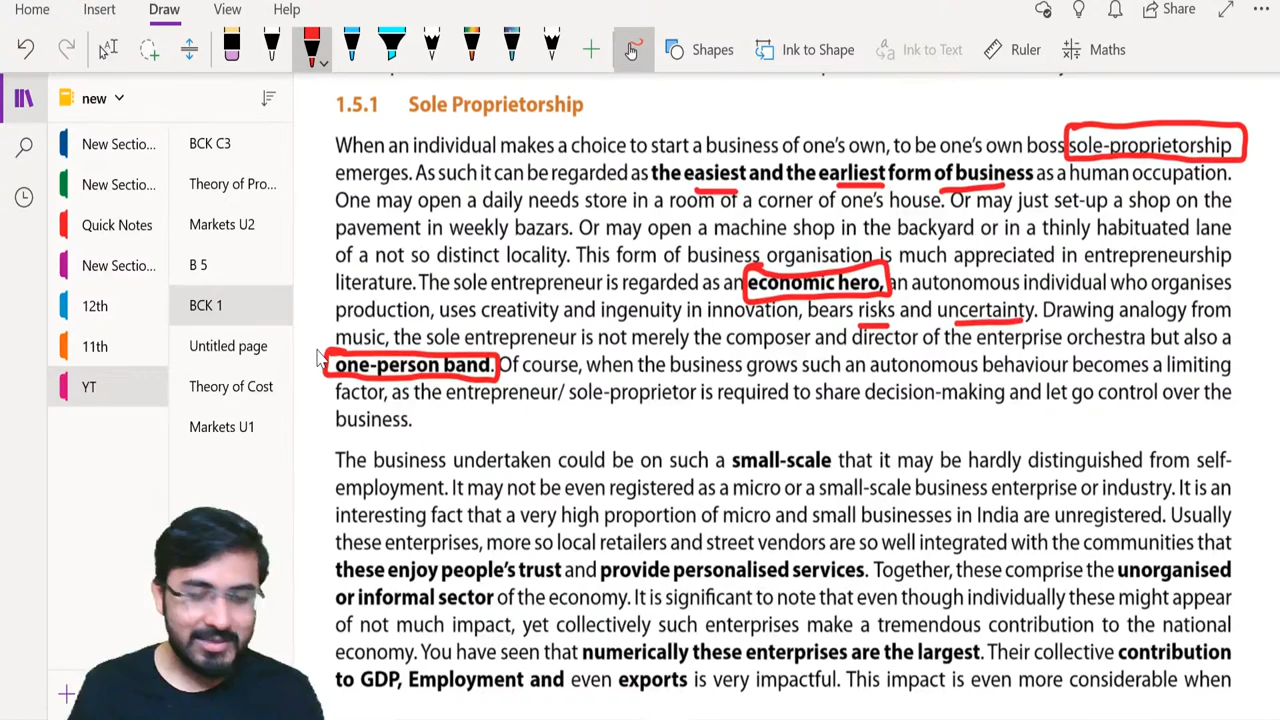 Home Insert Draw View Help Share
Shapes Ink to Shape Ink to Text Ruler Maths
new
New Sectio...
New Sectio...
Quick Notes
New Sectio...
12th
11th
YT
BCK C3
Theory of Pro...
Markets U2
B 5
BCK 1
Untitled page
Theory of Cost
Markets U1
1.5.1 Sole Proprietorship
When an individual makes a choice to start a business of one's own, to be one's own boss sole-proprietorship
emerges. As such it can be regarded as the easiest and the earliest form of business as a human occupation.
One may open a daily needs store in a room of a corner of one's house. Or may just set-up a shop on the
pavement in weekly bazars. Or may open a machine shop in the backyard or in a thinly habituated lane
of a not so distinct locality. This form of business organisation is much appreciated in entrepreneurship
literature. The sole entrepreneur is regarded as an economic hero, an autonomous individual who organises
production, uses creativity and ingenuity in innovation, bears risks and uncertainty. Drawing analogy from
music, the sole entrepreneur is not merely the composer and director of the enterprise orchestra but also a
one-person band. Of course, when the business grows such an autonomous behaviour becomes a limiting
factor, as the entrepreneur/ sole-proprietor is required to share decision-making and let go control over the
business.
The business undertaken could be on such a small-scale that it may be hardly distinguished from self-
employment. It may not be even registered as a micro or a small-scale business enterprise or industry. It is an
interesting fact that a very high proportion of micro and small businesses in India are unregistered. Usually
these enterprises, more so local retailers and street vendors are so well integrated with the communities that
these enjoy people's trust and provide personalised services. Together, these comprise the unorganised
or informal sector of the economy. It is significant to note that even though individually these might appear
of not much impact, yet collectively such enterprises make a tremendous contribution to the national
economy. You have seen that numerically these enterprises are the largest. Their collective contribution
to GDP, Employment and even exports is very impactful. This impact is even more considerable when